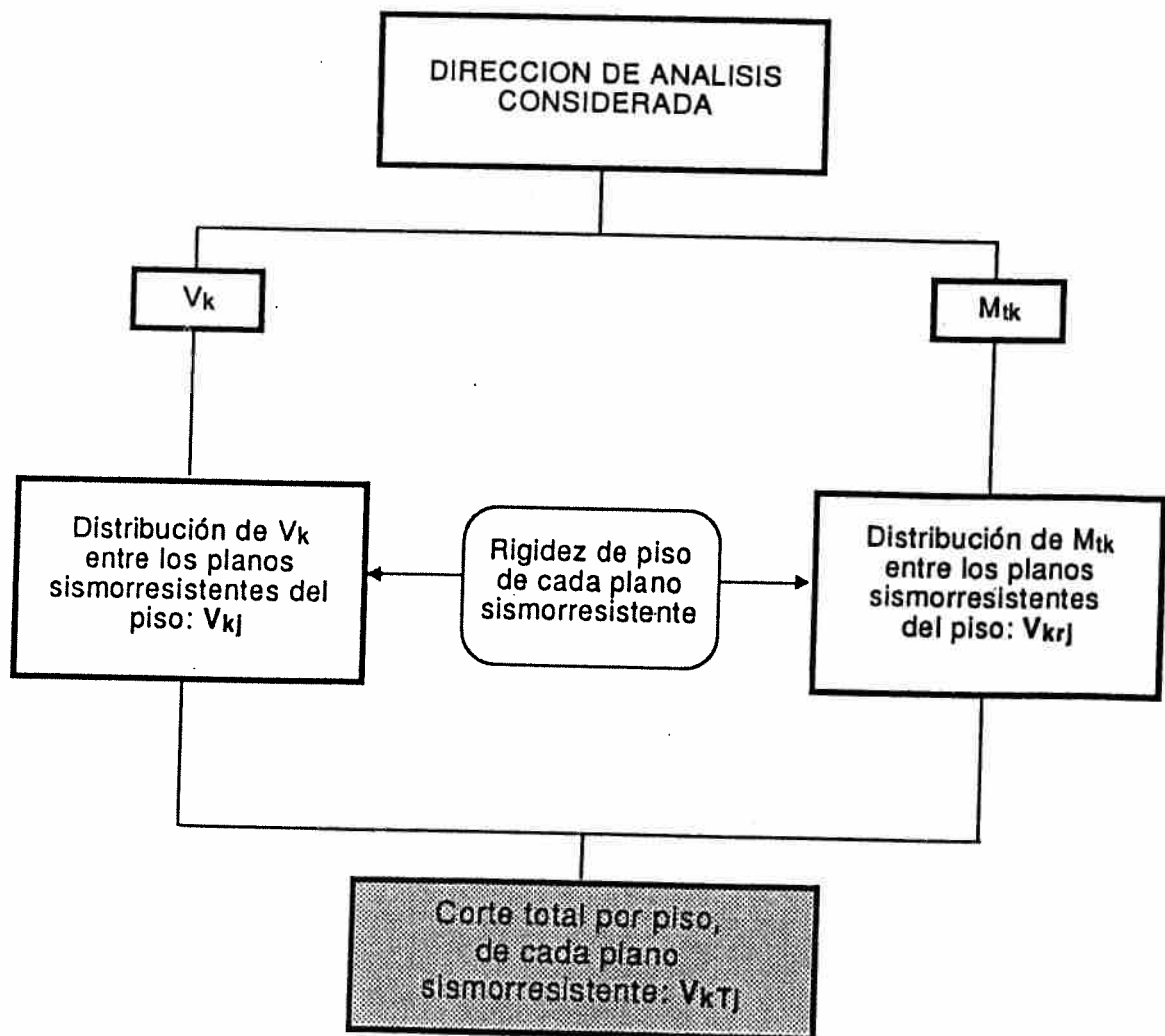 DIRECCION DE ANALISIS
CONSIDERADA
Vk
Mtk
Distribución de Vk
entre los planos
sismorresistentes del
piso: Vkj
Rigidez de piso
de cada plano
sismorresistente
Distribución de Mtk
entre los planos
sismorresistentes
del piso: Vkrj
Corte total por piso,
de cada plano
sismorresistente: VkTj